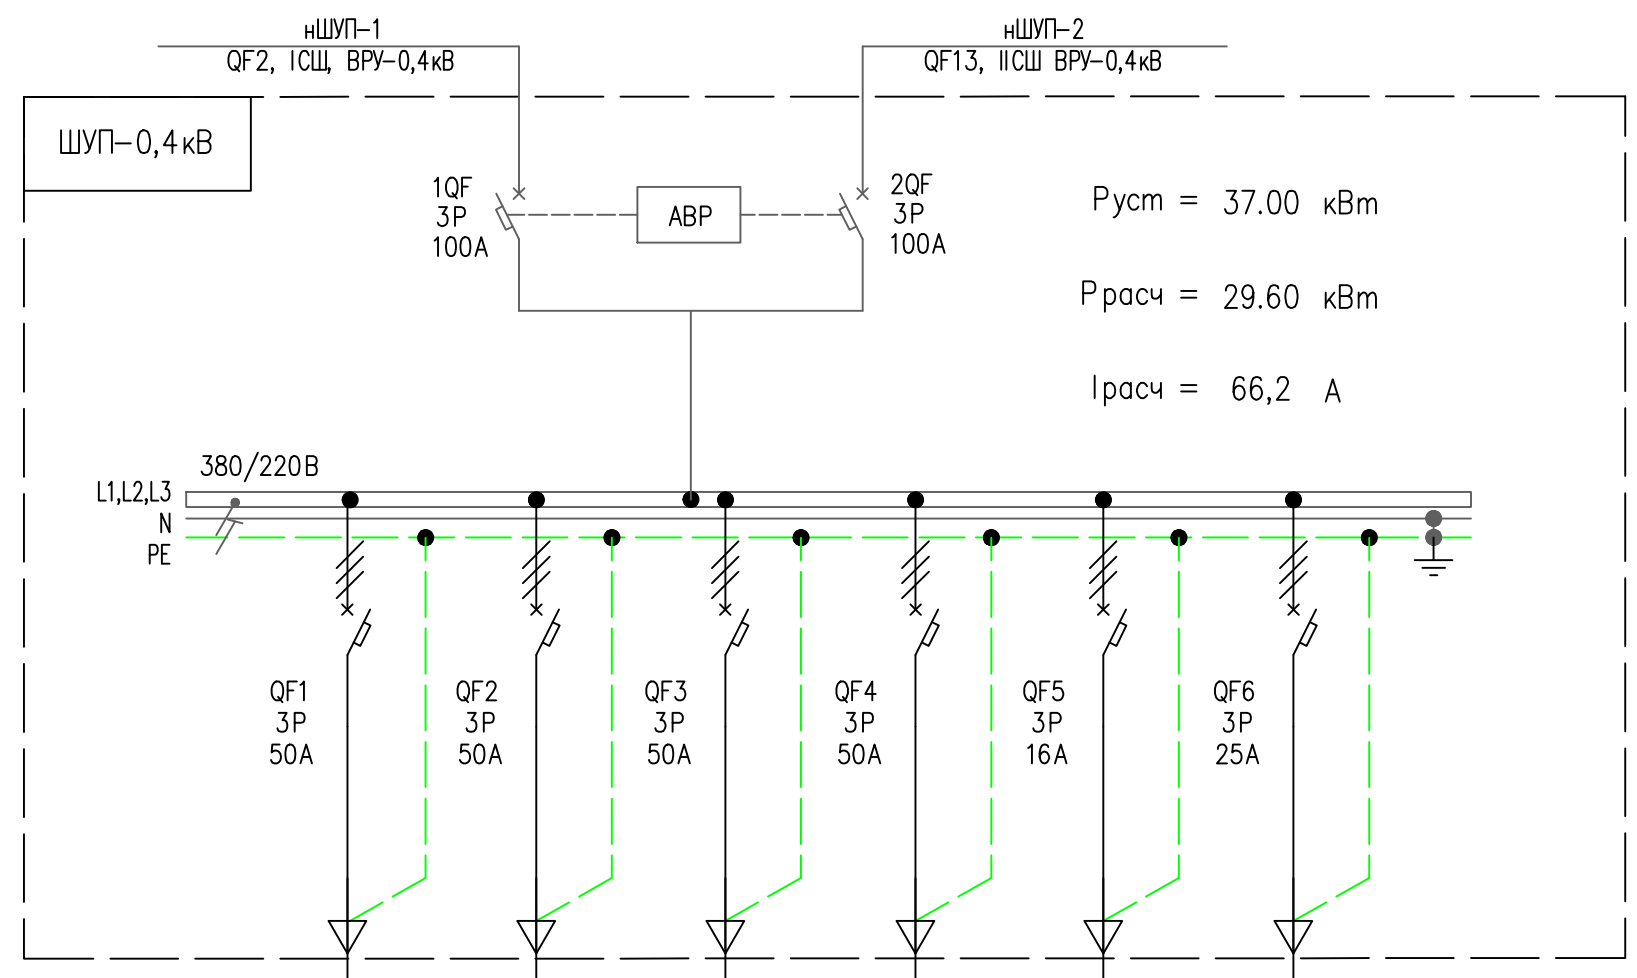 нШУП-1
QF2, IСШ, ВРУ-0,4кВ
нШУП-2
QF13, IIСШ ВРУ-0,4кВ
ШУП-0,4кВ
1QF
3P
100A
АВР
2QF
3P
100A
Руст = 37.00 кВт
Ррасч = 29.60 кВт
Iрасч = 66,2 А
380/220В
L1,L2,L3
N
PE
QF1
3P
50A
QF2
3P
50A
QF3
3P
50A
QF4
3P
50A
QF5
3P
16A
QF6
3P
25A